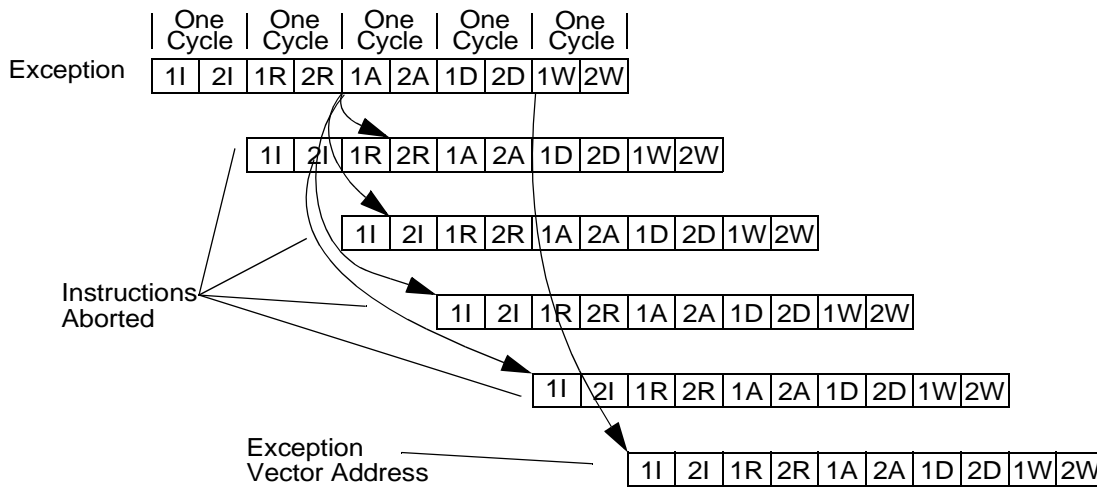 One One One One One
Cycle Cycle Cycle Cycle Cycle
Exception 1I 2I 1R 2R 1A 2A 1D 2D 1W 2W
1I 2I 1R 2R 1A 2A 1D 2D 1W 2W
1I 2I 1R 2R 1A 2A 1D 2D 1W 2W
Instructions
Aborted
1I 2I 1R 2R 1A 2A 1D 2D 1W 2W
1I 2I 1R 2R 1A 2A 1D 2D 1W 2W
Exception
Vector Address
1I 2I 1R 2R 1A 2A 1D 2D 1W 2W